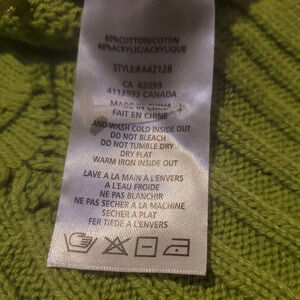 60%COTTON/COTON
40%ACRYLIC/ACRYLIQUE
STYLE#A42128
CA 62093
4113993 CANADA
MADE IN CHINA
FAIT EN CHINE
HAND WASH COLD INSIDE OUT
DO NOT BLEACH
DO NOT TUMBLE DRY
DRY FLAT
WARM IRON INSIDE OUT
LAVE A LA MAIN A L'ENVERS
A L'EAU FROIDE
NE PAS BLANCHIR
NE PAS SECHER A LA MACHINE
SECHER A PLAT
FER TIEDE A L'ENVERS